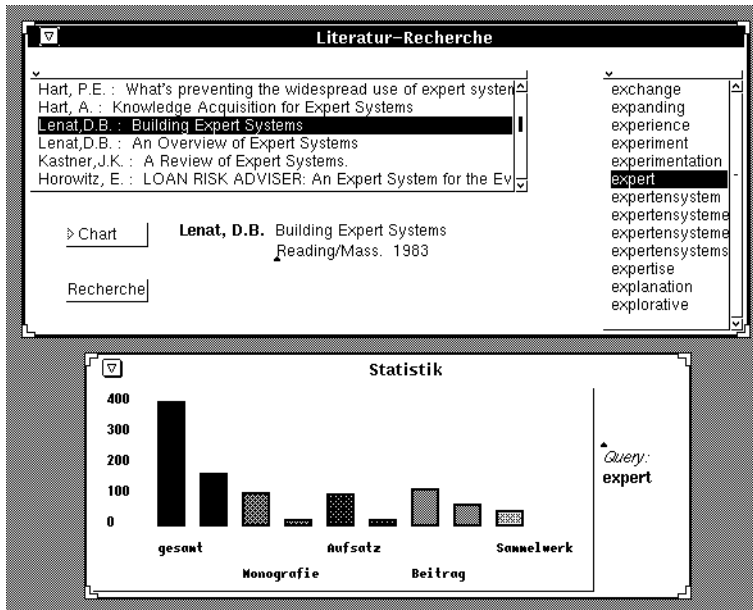 Literatur-Recherche
Hart, P.E. : What's preventing the widespread use of expert system
Hart, A. : Knowledge Acquisition for Expert Systems
Lenat,D.B. : Building Expert Systems
Lenat,D.B. : An Overview of Expert Systems
Kastner,J.K. : A Review of Expert Systems.
Horowitz, E. : LOAN RISK ADVISER: An Expert System for the Ev
exchange
expanding
experience
experiment
experimentation
expert
expertensystem
expertensysteme
expertensysteme
expertensystems
expertise
explanation
explorative
Chart
Lenat, D.B. Building Expert Systems
Reading/Mass. 1983
Recherche
Statistik
400
300
200
100
0
gesamt
Aufsatz
Sammelwerk
Monografie
Beitrag
Query:
expert